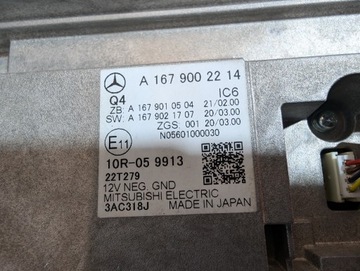 A 167 900 22 14
Q4 IC6
ZB: A 167 901 05 04 21/02.00
SW: A 167 902 17 07 20/03.00
ZGS: 001 20/03.00
N05601000030
E11
10R-05 9913
22T279
12V NEG. GND
MITSUBISHI ELECTRIC
3AC318J MADE IN JAPAN